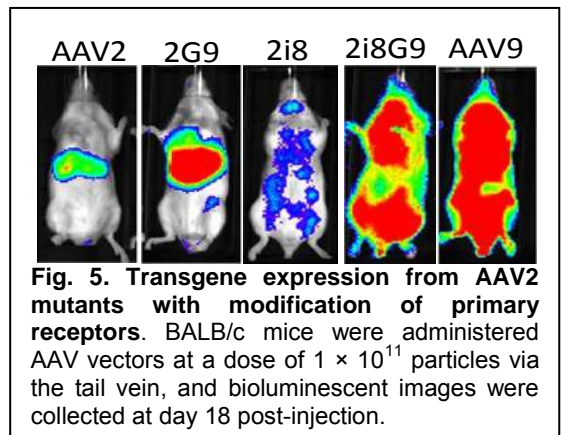 AAV2 2G9 2i8 2i8G9 AAV9
Fig. 5. Transgene expression from AAV2
mutants with modification of primary
receptors. BALB/c mice were administered
AAV vectors at a dose of 1 × 10¹¹ particles via
the tail vein, and bioluminescent images were
collected at day 18 post-injection.